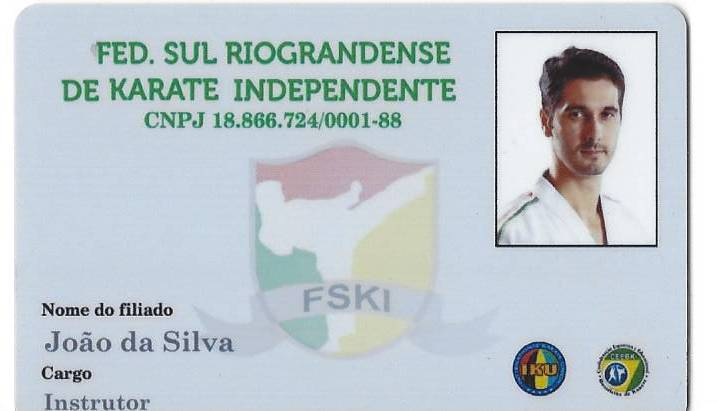 FED. SUL RIOGRANDENSE
DE KARATE INDEPENDENTE
CNPJ 18.866.724/0001-88
FSKI
Nome do filiado
João da Silva
Cargo
Instrutor
IKU
CEEBK